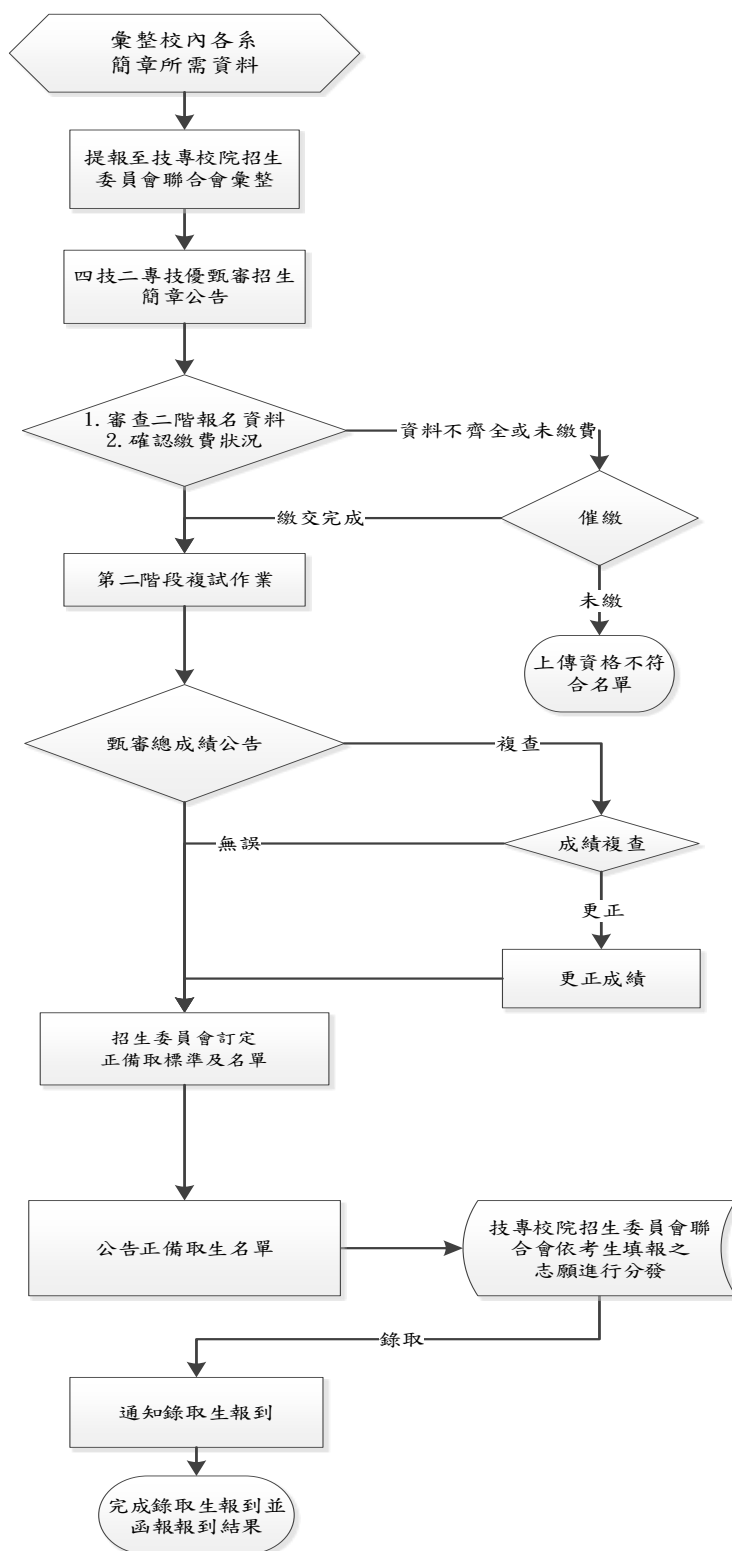 彙整校內各系
簡章所需資料
提報至技專校院招生
委員會聯合會彙整
四技二專技優甄審招生
簡章公告
1. 審查二階報名資料
2. 確認繳費狀況
資料不齊全或未繳費
催繳
繳交完成
第二階段複試作業
未繳
上傳資格不符
合名單
甄審總成績公告
複查
成績複查
無誤
更正
更正成績
招生委員會訂定
正備取標準及名單
公告正備取生名單
技專校院招生委員會聯
合會依考生填報之
志願進行分發
錄取
通知錄取生報到
完成錄取生報到並
函報報到結果